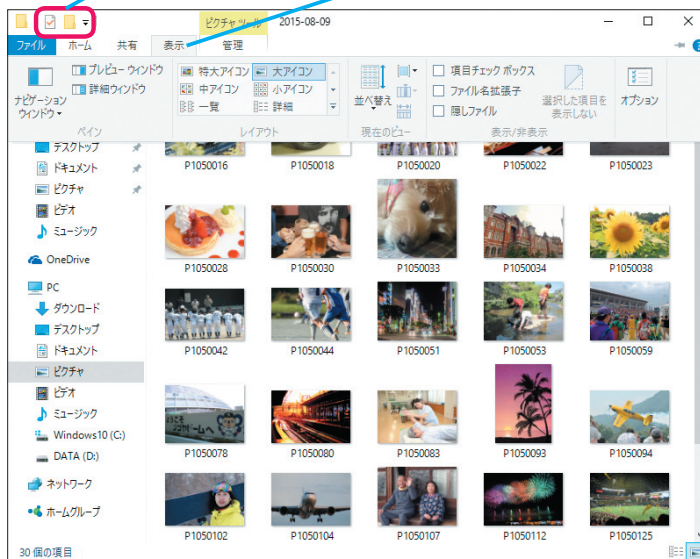 ピクチャ ツール 2015-08-09
ファイル ホーム 共有 表示 管理
ナビゲーション ウィンドウ
プレビュー ウィンドウ
詳細ウィンドウ
特大アイコン 大アイコン
中アイコン 小アイコン
一覧 詳細
並べ替え
項目チェック ボックス
ファイル名拡張子
隠しファイル
選択した項目を 表示しない
オプション
ペイン レイアウト 現在のビュー 表示/非表示
デスクトップ
ドキュメント
ピクチャ
ビデオ
ミュージック
OneDrive
PC
ダウンロード
デスクトップ
ドキュメント
ピクチャ
ビデオ
ミュージック
Windows10 (C:)
DATA (D:)
ネットワーク
ホームグループ
P1050016 P1050018 P1050020 P1050022 P1050023
P1050028 P1050030 P1050033 P1050034 P1050038
P1050042 P1050044 P1050051 P1050053 P1050059
P1050078 P1050080 P1050083 P1050093 P1050094
P1050102 P1050104 P1050107 P1050112 P1050125
30 個の項目